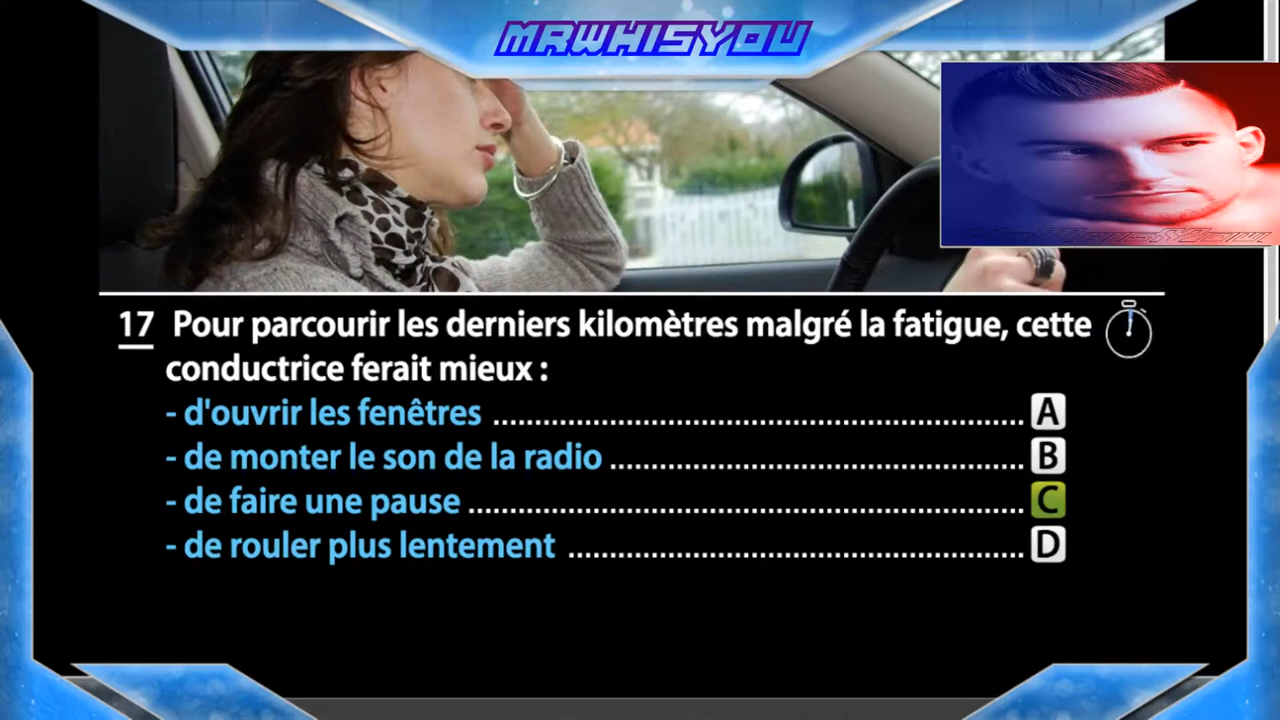 MRWHISYOU
17 Pour parcourir les derniers kilomètres malgré la fatigue, cette
conductrice ferait mieux :
- d'ouvrir les fenêtres ........................................................................ A
- de monter le son de la radio ........................................................ B
- de faire une pause ........................................................................... C
- de rouler plus lentement .............................................................. D